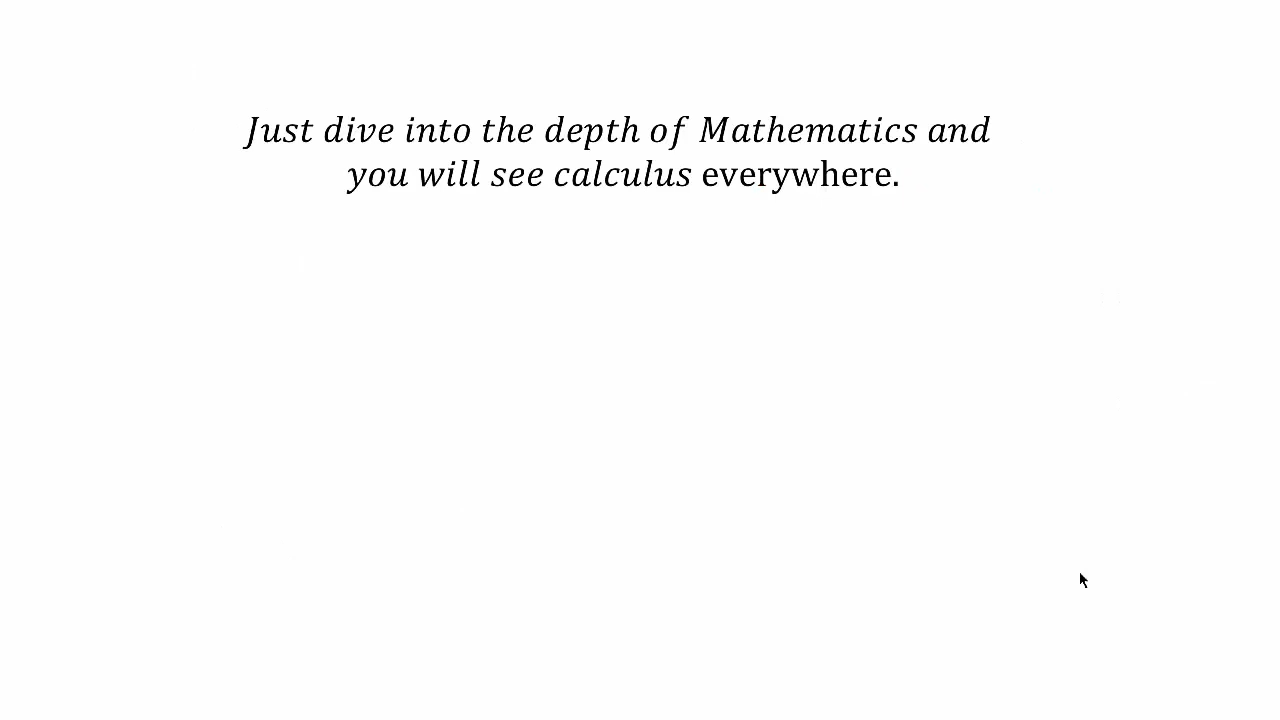 Just dive into the depth of Mathematics and
you will see calculus everywhere.